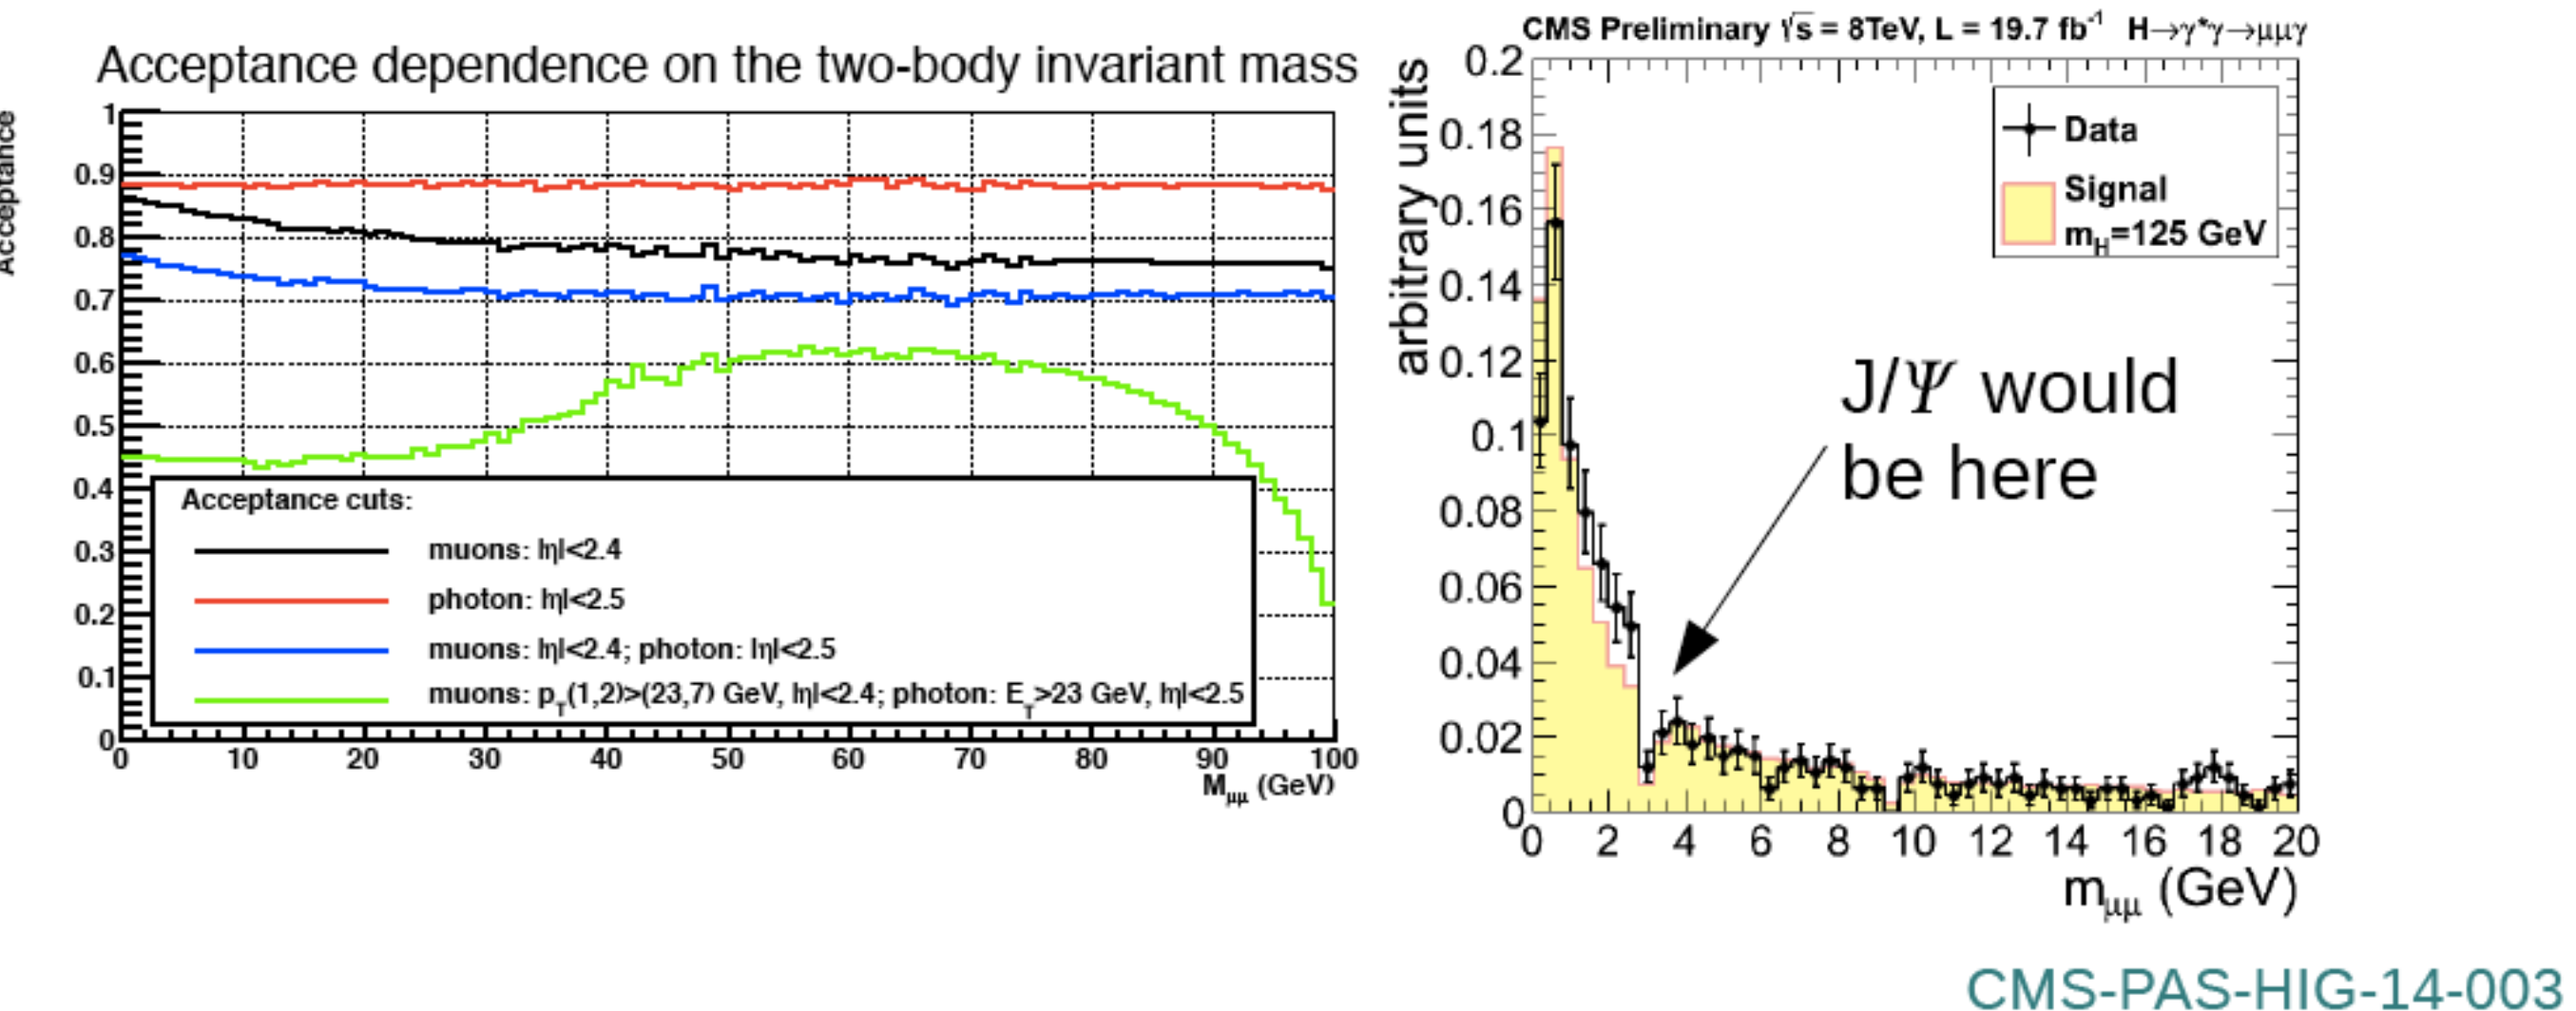 Acceptance dependence on the two-body invariant mass
Acceptance
1
0.9
0.8
0.7
0.6
0.5
0.4
0.3
0.2
0.1
0
Acceptance cuts:
muons: |η|<2.4
photon: |η|<2.5
muons: |η|<2.4; photon: |η|<2.5
muons: p_T(1,2)>(23,7) GeV, |η|<2.4; photon: E_T>23 GeV, |η|<2.5
0 10 20 30 40 50 60 70 80 90 100
M_μμ (GeV)
CMS Preliminary √s = 8TeV, L = 19.7 fb⁻¹ H→γ*γ→μμγ
arbitrary units
0.2
0.18
0.16
0.14
0.12
0.1
0.08
0.06
0.04
0.02
0
Data
Signal
m_H=125 GeV
J/Ψ would
be here
0 2 4 6 8 10 12 14 16 18 20
m_μμ (GeV)
CMS-PAS-HIG-14-003